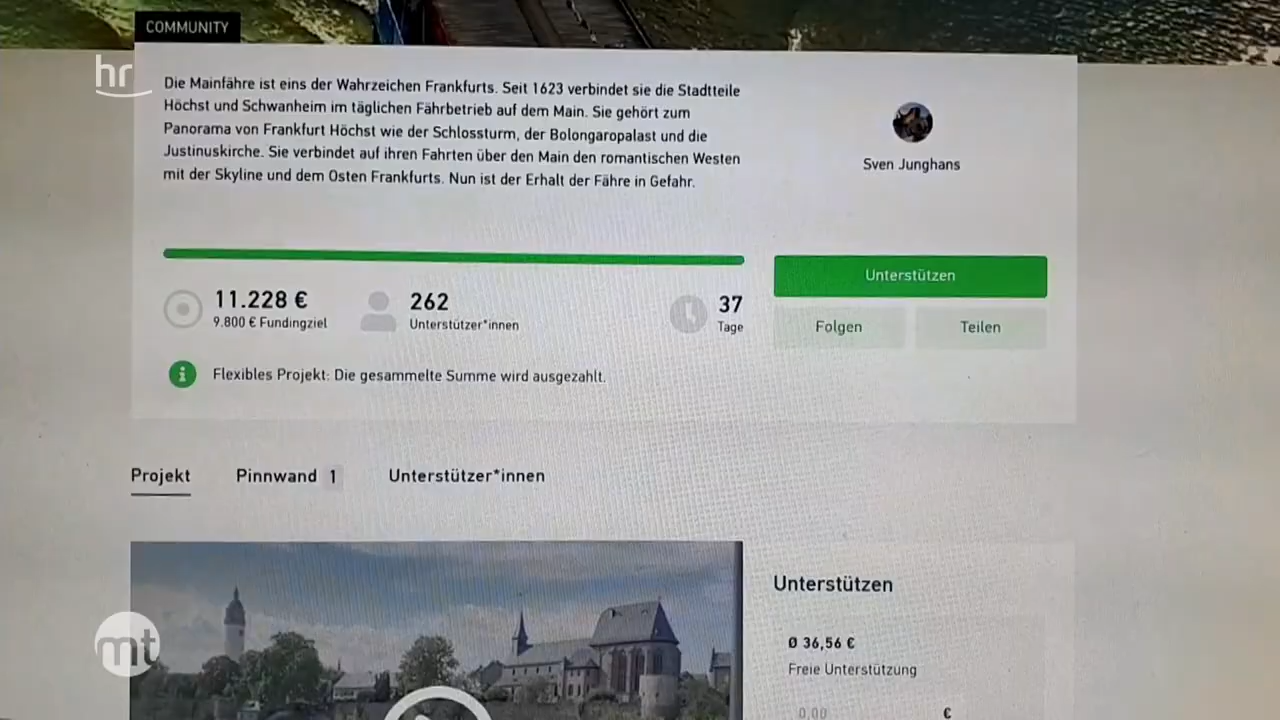 COMMUNITY
hr
Die Mainfähre ist eins der Wahrzeichen Frankfurts. Seit 1623 verbindet sie die Stadtteile
Höchst und Schwanheim im täglichen Fährbetrieb auf dem Main. Sie gehört zum
Panorama von Frankfurt Höchst wie der Schlossturm, der Bolongaropalast und die
Justinuskirche. Sie verbindet auf ihren Fahrten über den Main den romantischen Westen
mit der Skyline und dem Osten Frankfurts. Nun ist der Erhalt der Fähre in Gefahr.
Sven Junghans
11.228 €
9.800 € Fundingziel
262
Unterstützer*innen
37
Tage
Unterstützen
Folgen
Teilen
Flexibles Projekt: Die gesammelte Summe wird ausgezahlt.
Projekt Pinnwand 1 Unterstützer*innen
Unterstützen
Ø 36,56 €
Freie Unterstützung
0,00 €
mt